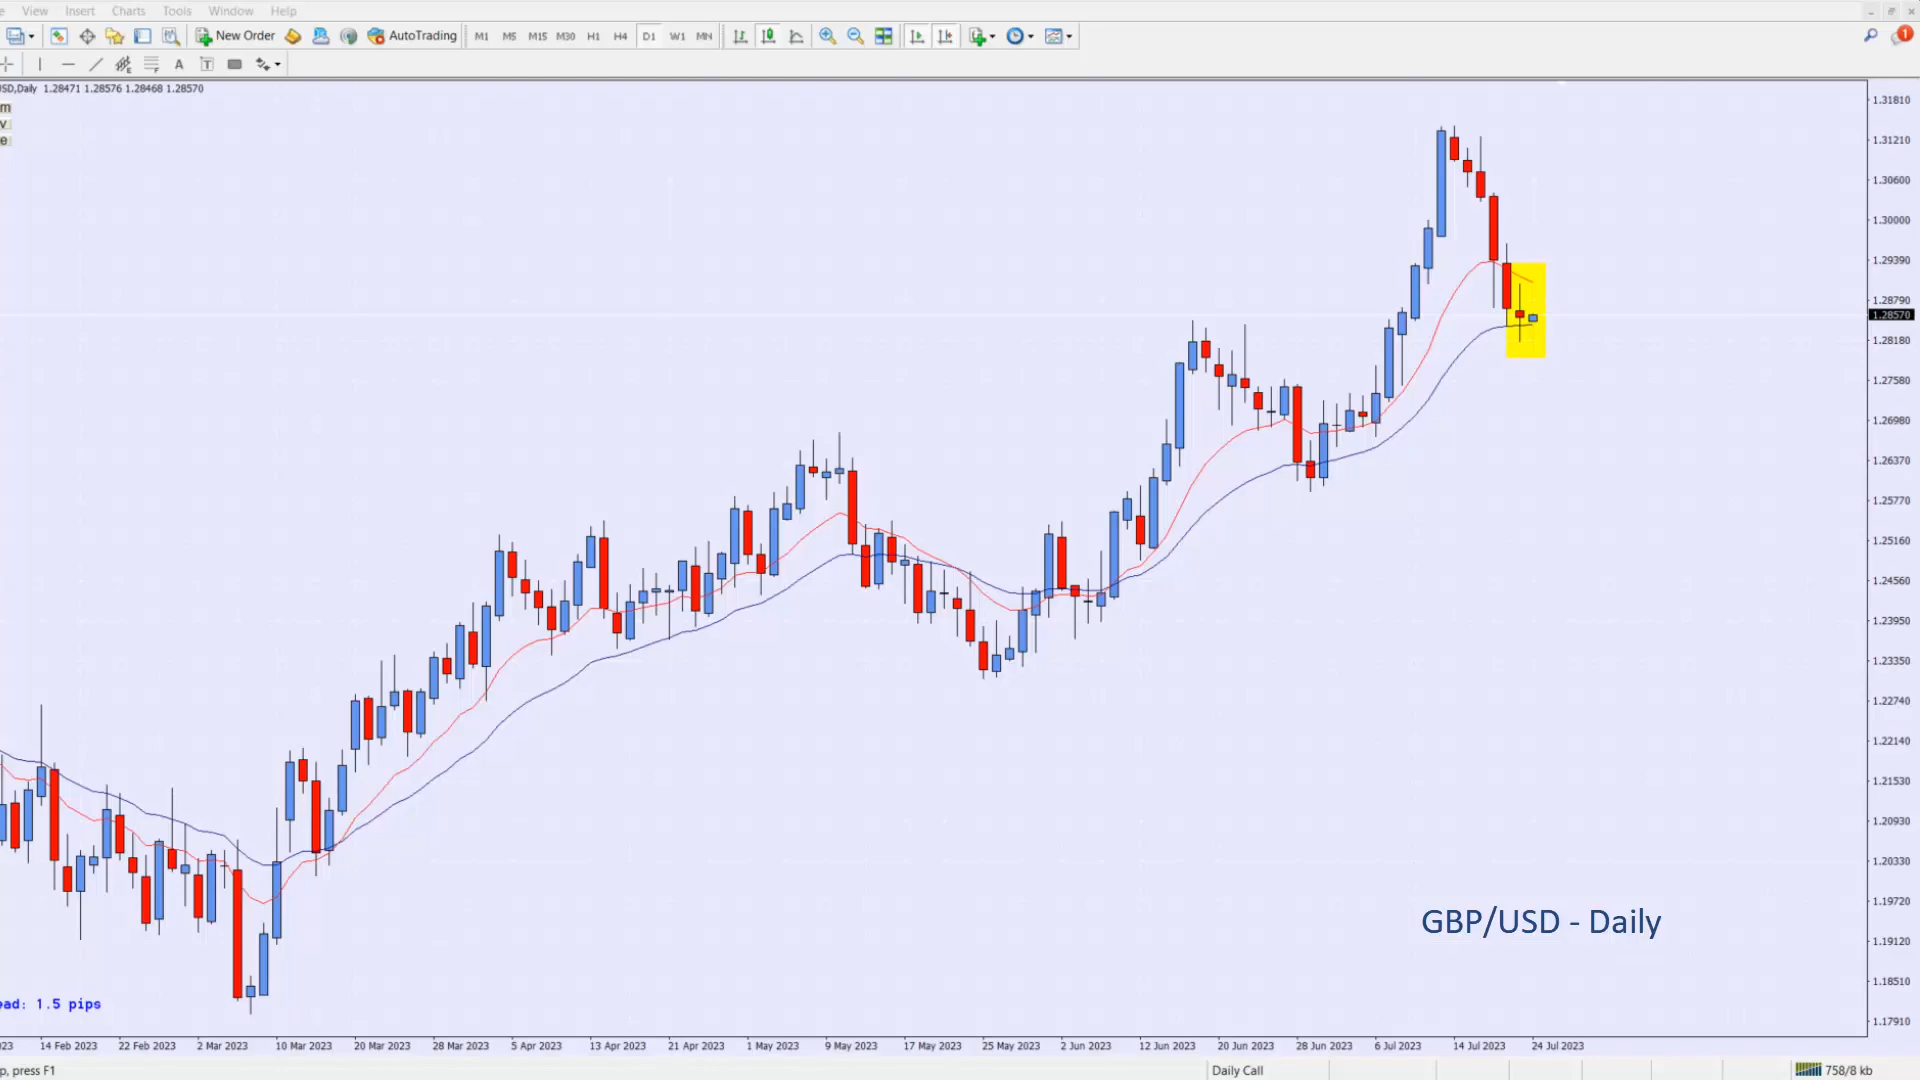 View Insert Charts Tools Window Help
New Order AutoTrading M1 M5 M15 M30 H1 H4 D1 W1 MN 1
E F A T
SD,Daily 1.28471 1.28576 1.28468 1.28570
m
v
e
1.31810
1.31210
1.30600
1.30000
1.29390
1.28790
1.28570
1.28180
1.27580
1.26980
1.26370
1.25770
1.25160
1.24560
1.23950
1.23350
1.22740
1.22140
1.21530
1.20930
1.20330
1.19720
1.19120
1.18510
1.17910
GBP/USD - Daily
ead: 1.5 pips
023 14 Feb 2023 22 Feb 2023 2 Mar 2023 10 Mar 2023 20 Mar 2023 28 Mar 2023 5 Apr 2023 13 Apr 2023 21 Apr 2023 1 May 2023 9 May 2023 17 May 2023 25 May 2023 2 Jun 2023 12 Jun 2023 20 Jun 2023 28 Jun 2023 6 Jul 2023 14 Jul 2023 24 Jul 2023
p, press F1 Daily Call 758/8 kb